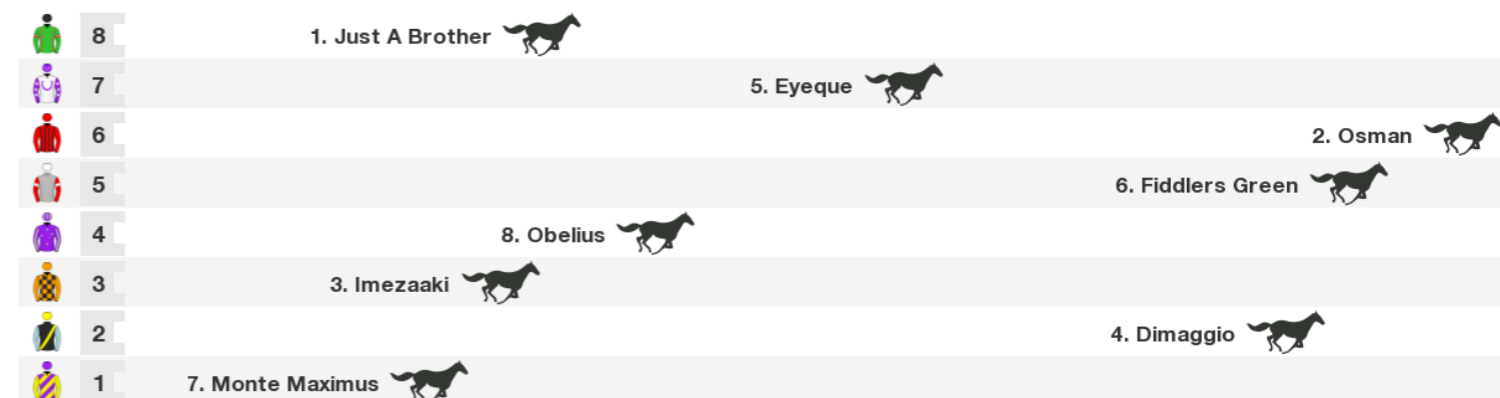 8 1. Just A Brother
7 5. Eyeque
6 2. Osman
5 6. Fiddlers Green
4 8. Obelius
3 3. Imezaaki
2 4. Dimaggio
1 7. Monte Maximus